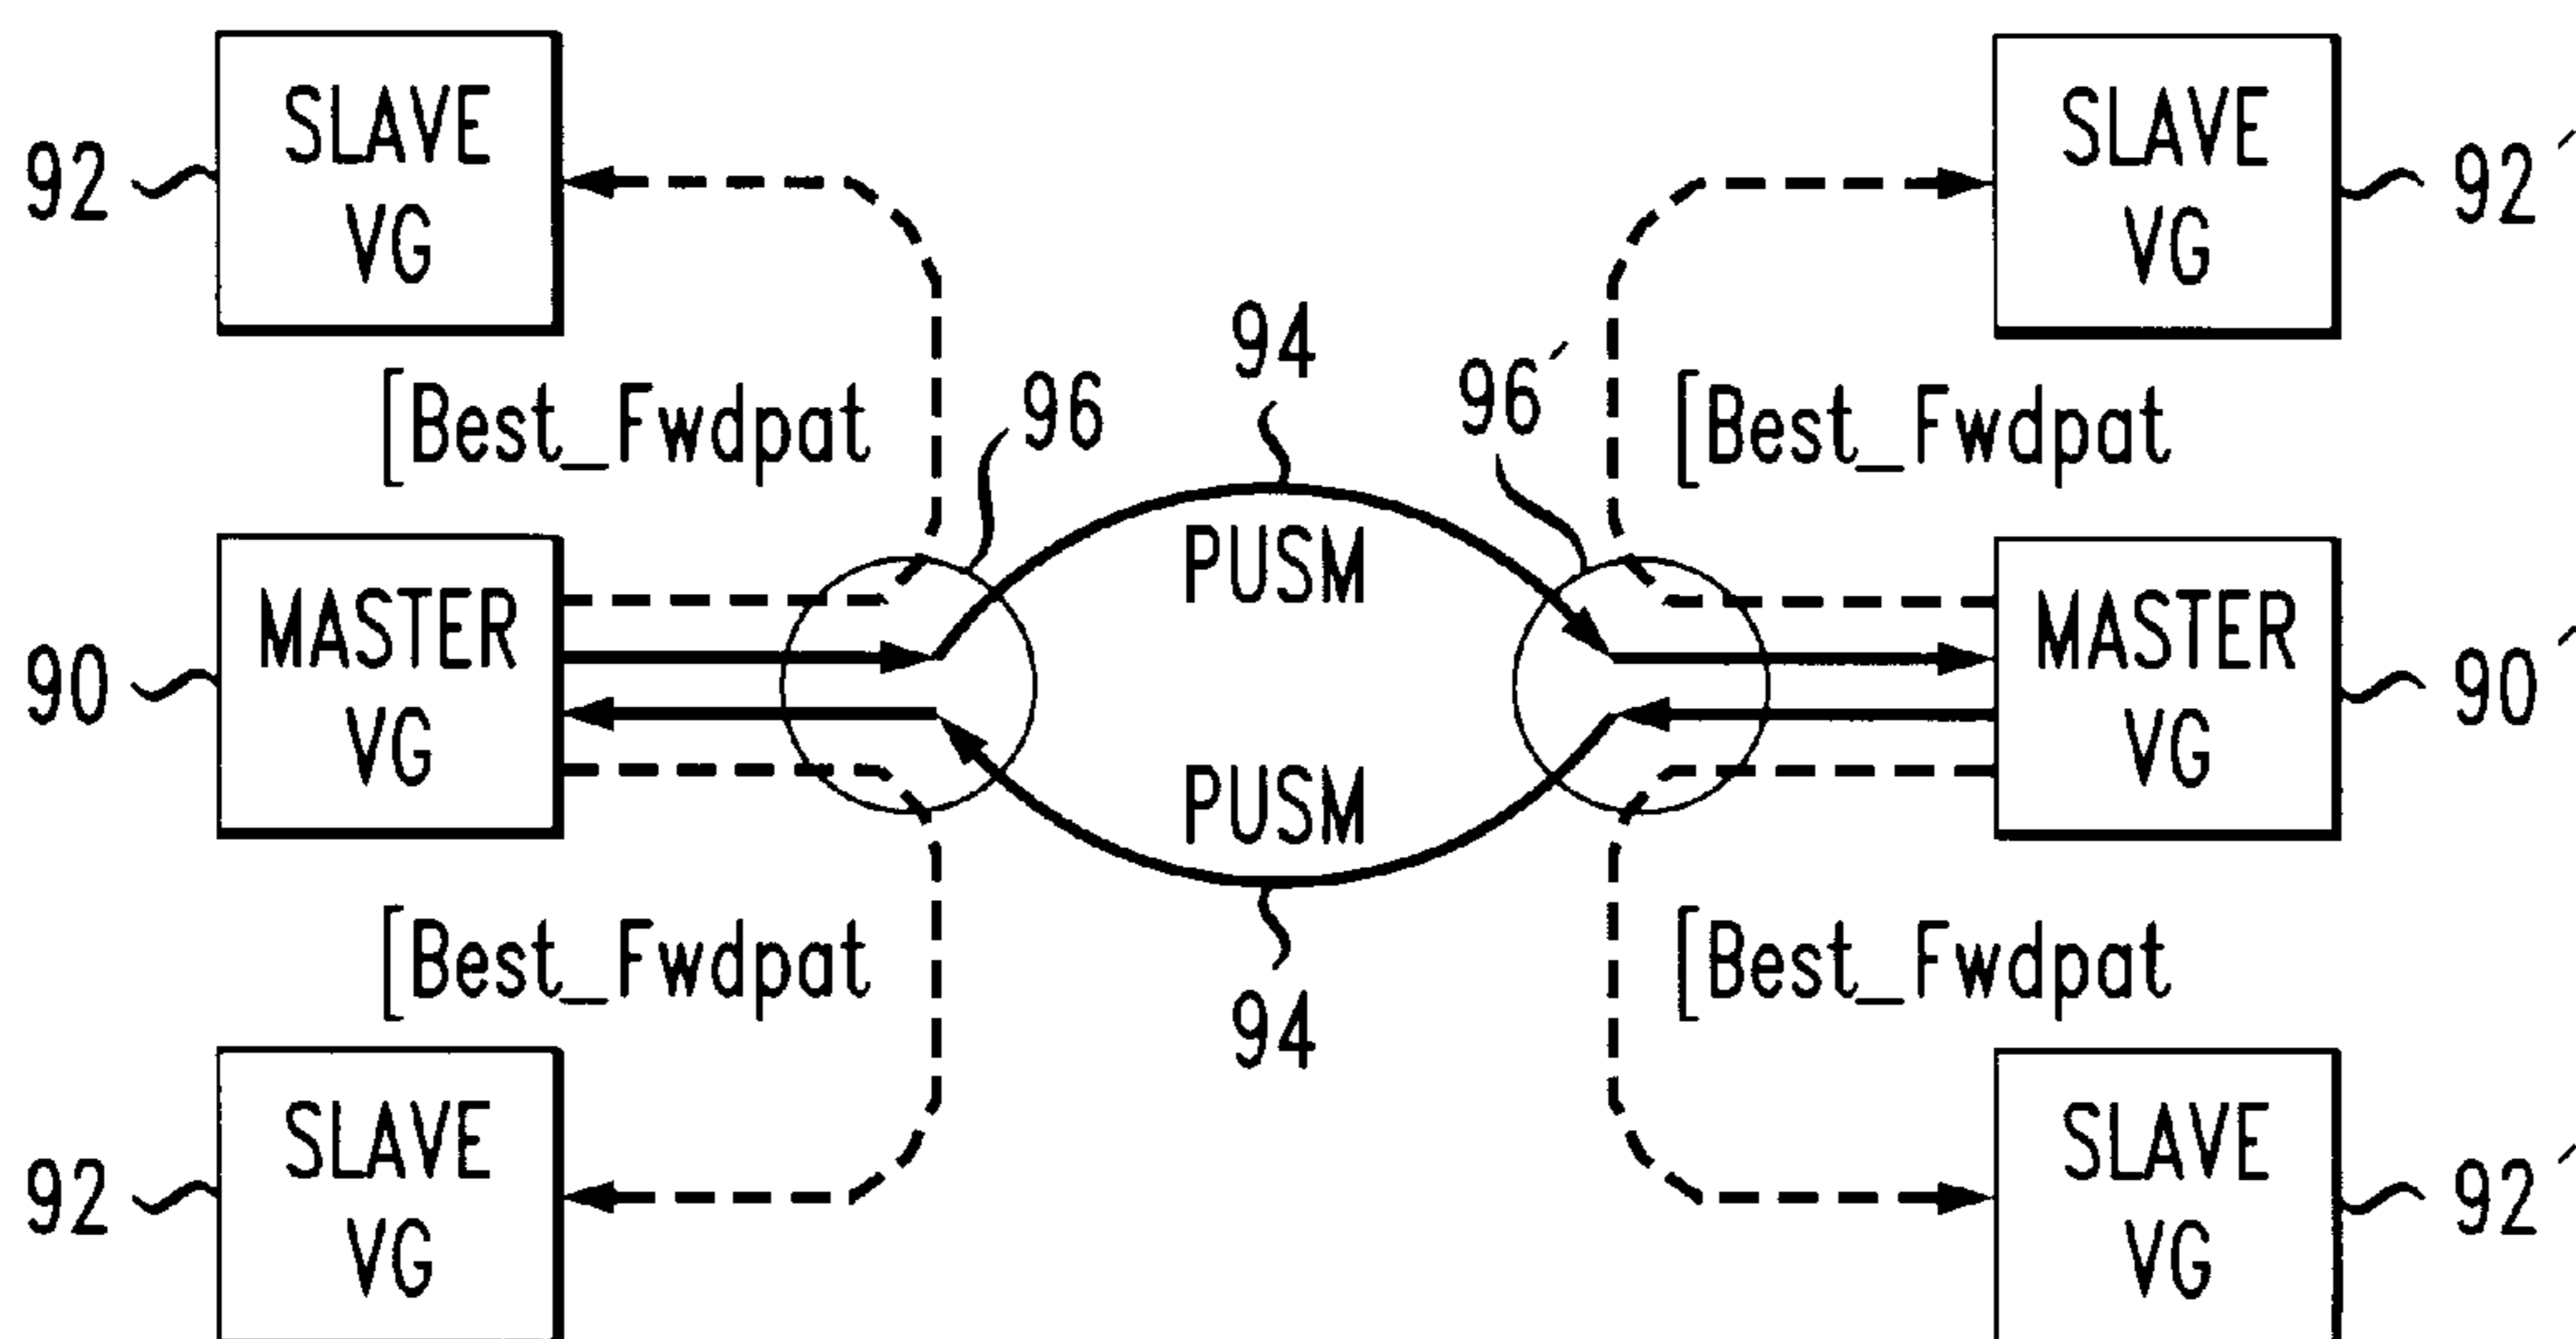 92
SLAVE
VG
SLAVE
VG
92´
94
[Best_Fwdpat
96
96´
[Best_Fwdpat
PUSM
90
MASTER
VG
MASTER
VG
90´
PUSM
[Best_Fwdpat
[Best_Fwdpat
94
92
SLAVE
VG
SLAVE
VG
92´